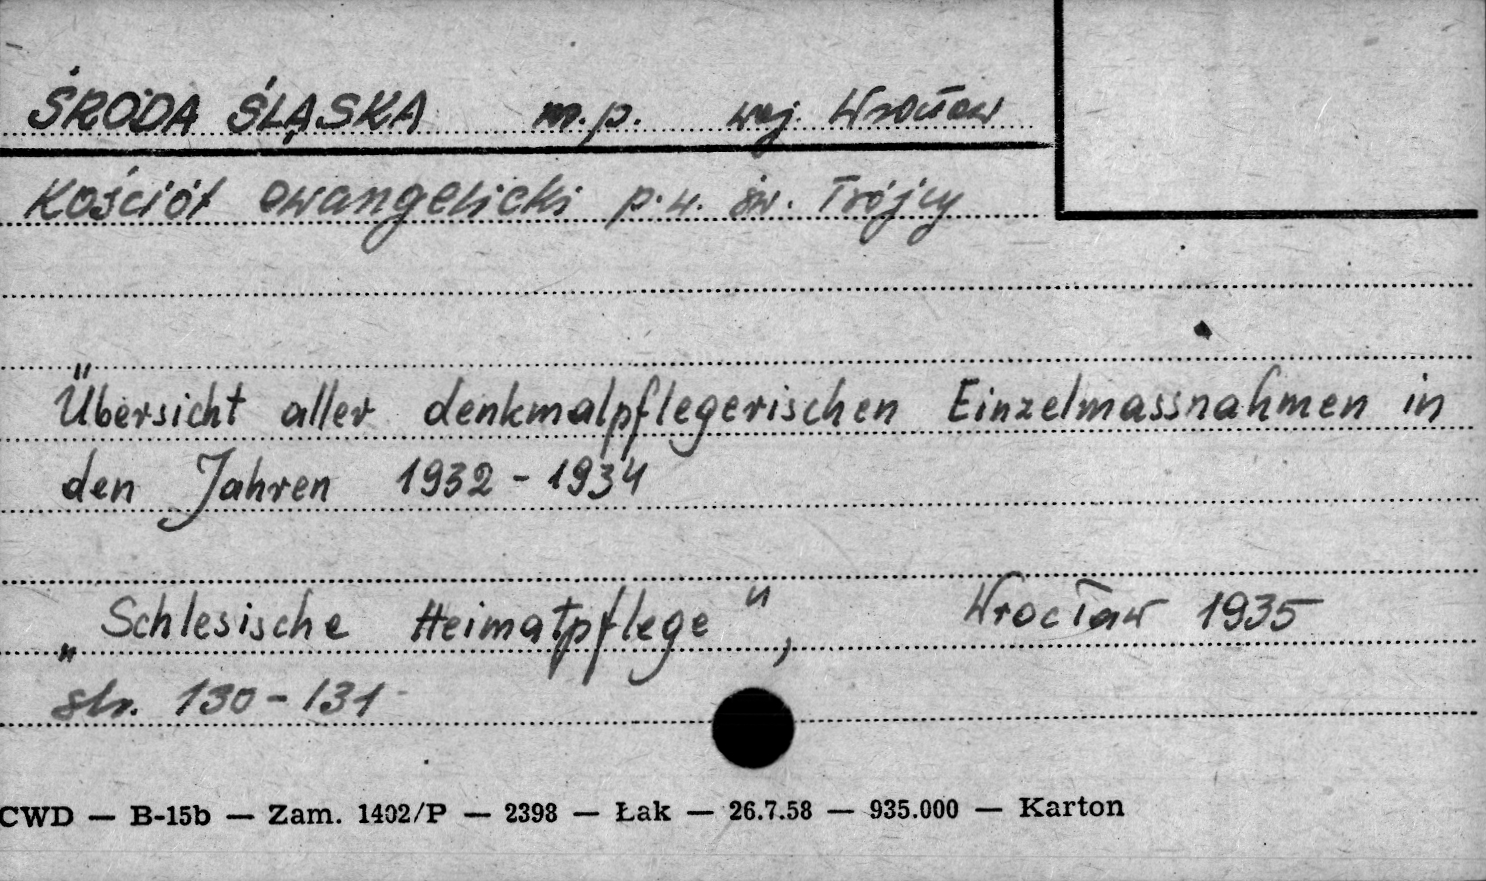 ŚRODA ŚLĄSKA m.p. woj. Wrocław
Kościół ewangelicki p.w. św. Trójcy
Übersicht aller denkmalpflegerischen Einzelmassnahmen in
den Jahren 1932 - 1934
„Schlesische Heimatpflege", Wrocław 1935
str. 130 - 131
CWD — B-15b — Zam. 1402/P — 2398 — Łak — 26.7.58 — 935.000 — Karton